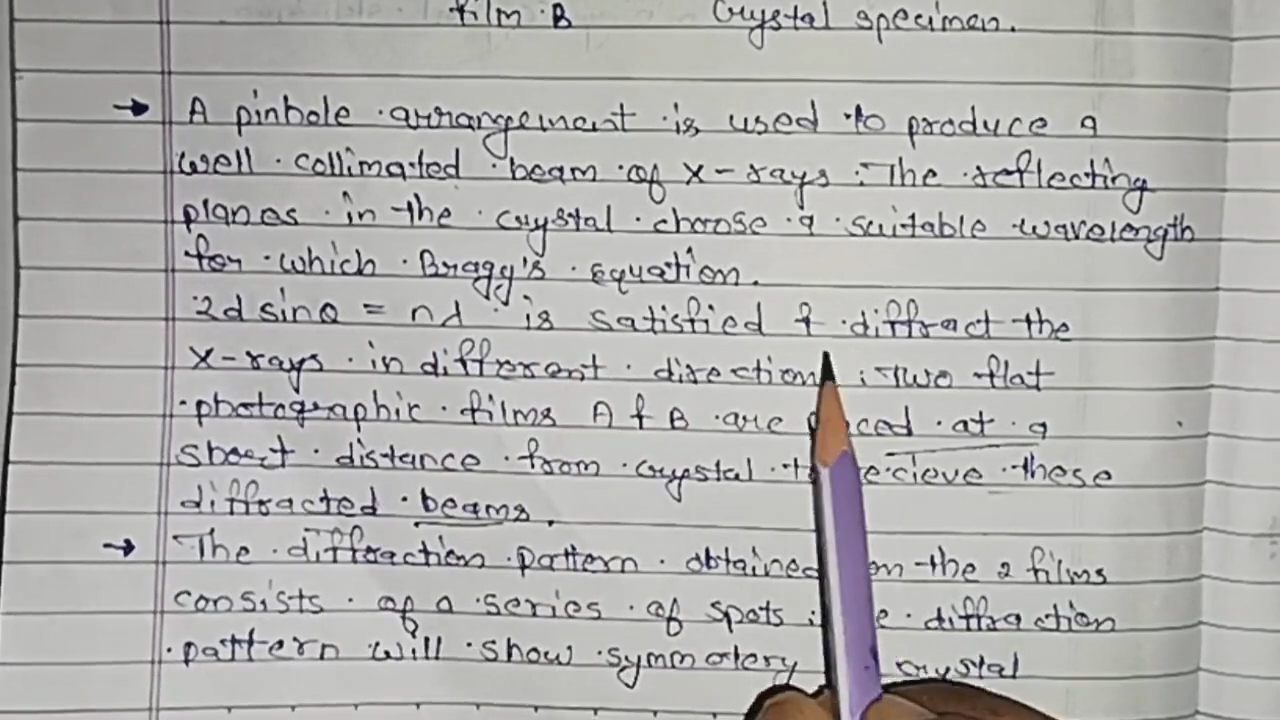 film B Crystal specimen.
→ A pinhole arrangement is used to produce a
well collimated beam of X-rays. The reflecting
planes in the crystal choose a suitable wavelength
for which Bragg's Equation.
2d sinθ = nλ is satisfied & diffract the
X-rays in different direction. Two flat
photographic films A & B are placed at a
short distance from crystal to recieve these
diffracted beams.
→ The diffraction pattern obtained on the 2 films
consists of a series of spots diffraction
pattern will show symmetery crystal